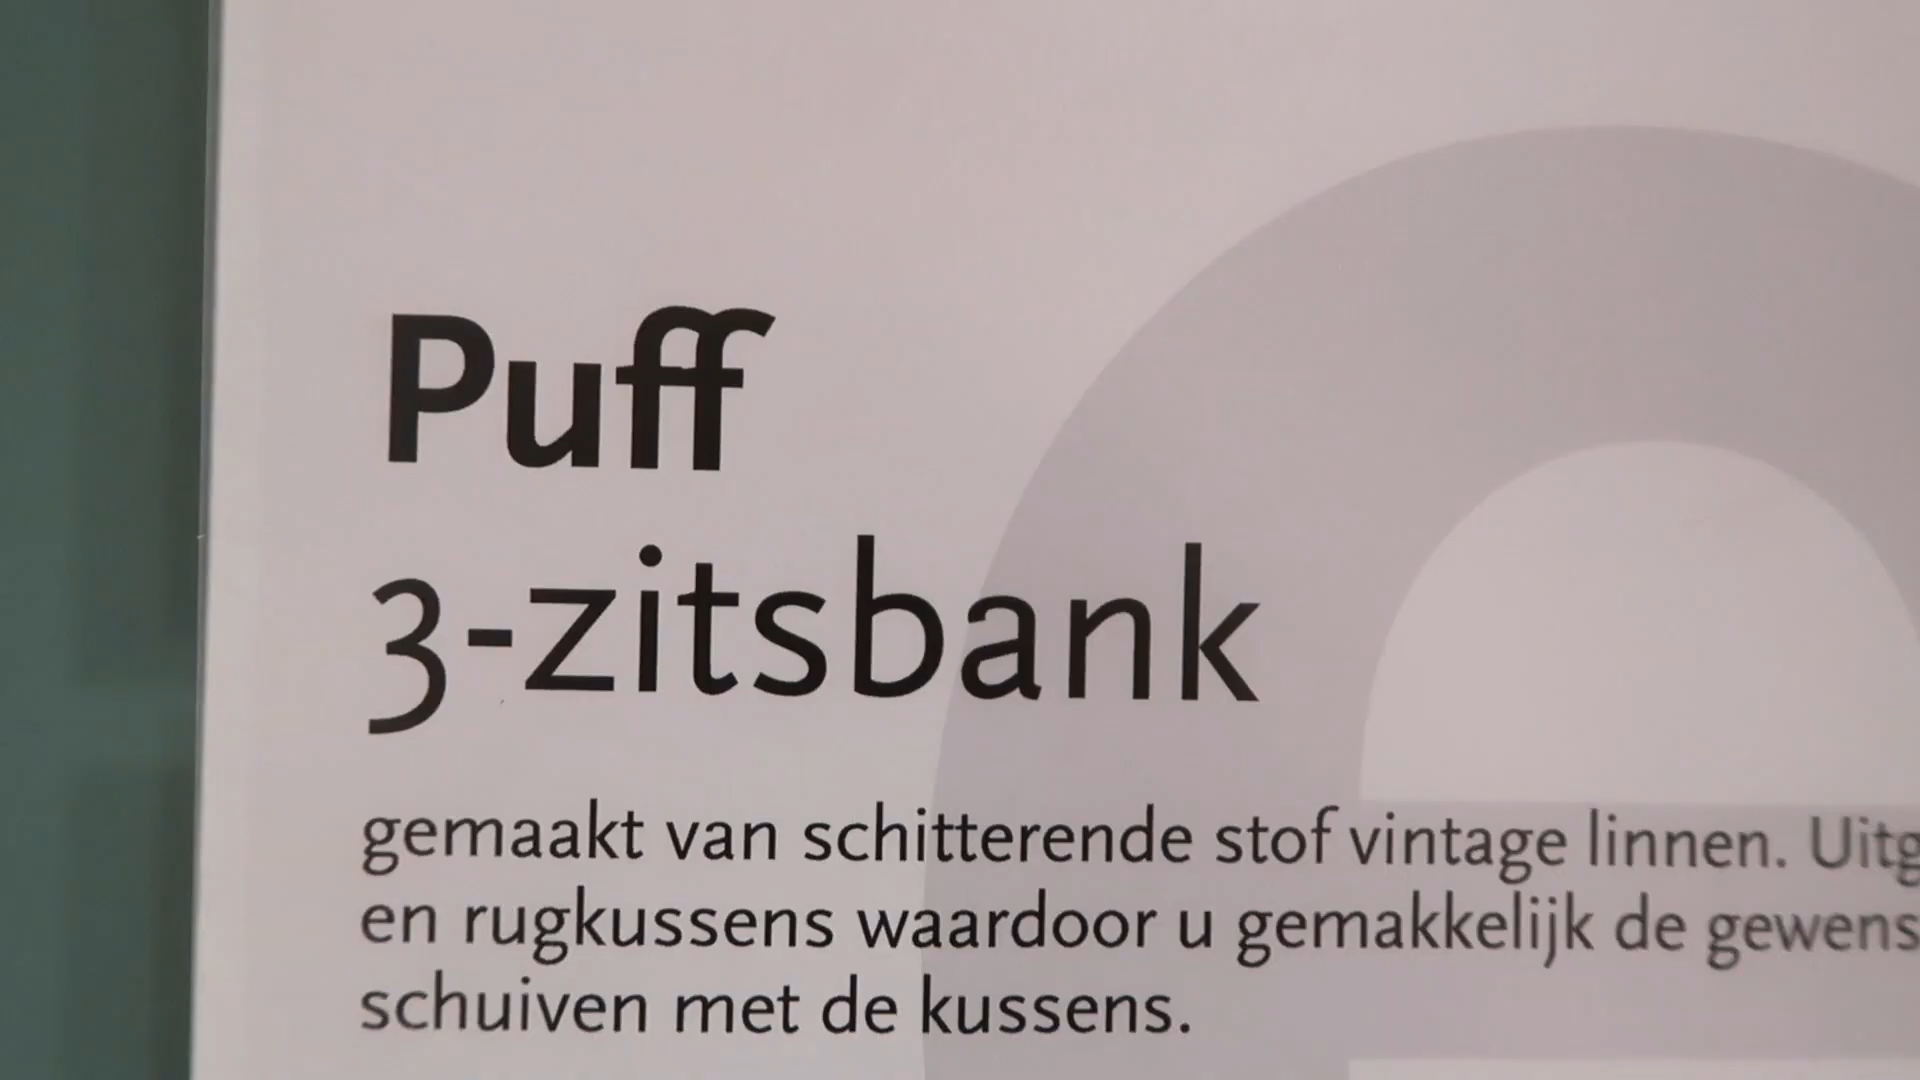 Puff
3-zitsbank
gemaakt van schitterende stof vintage linnen.
en rugkussens waardoor u gemakkelijk de
schuiven met de kussens.